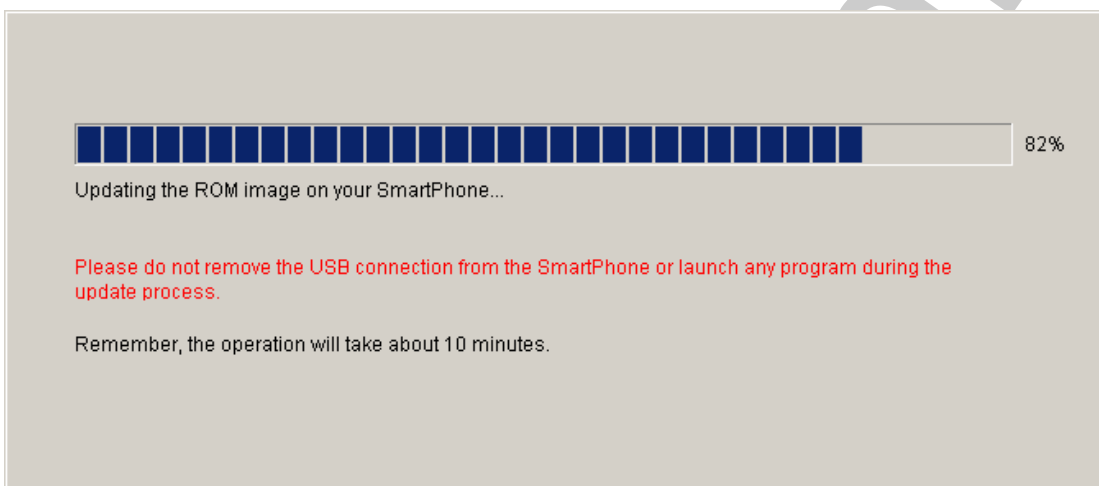 82%
Updating the ROM image on your SmartPhone...
Please do not remove the USB connection from the SmartPhone or launch any program during the
update process.
Remember, the operation will take about 10 minutes.